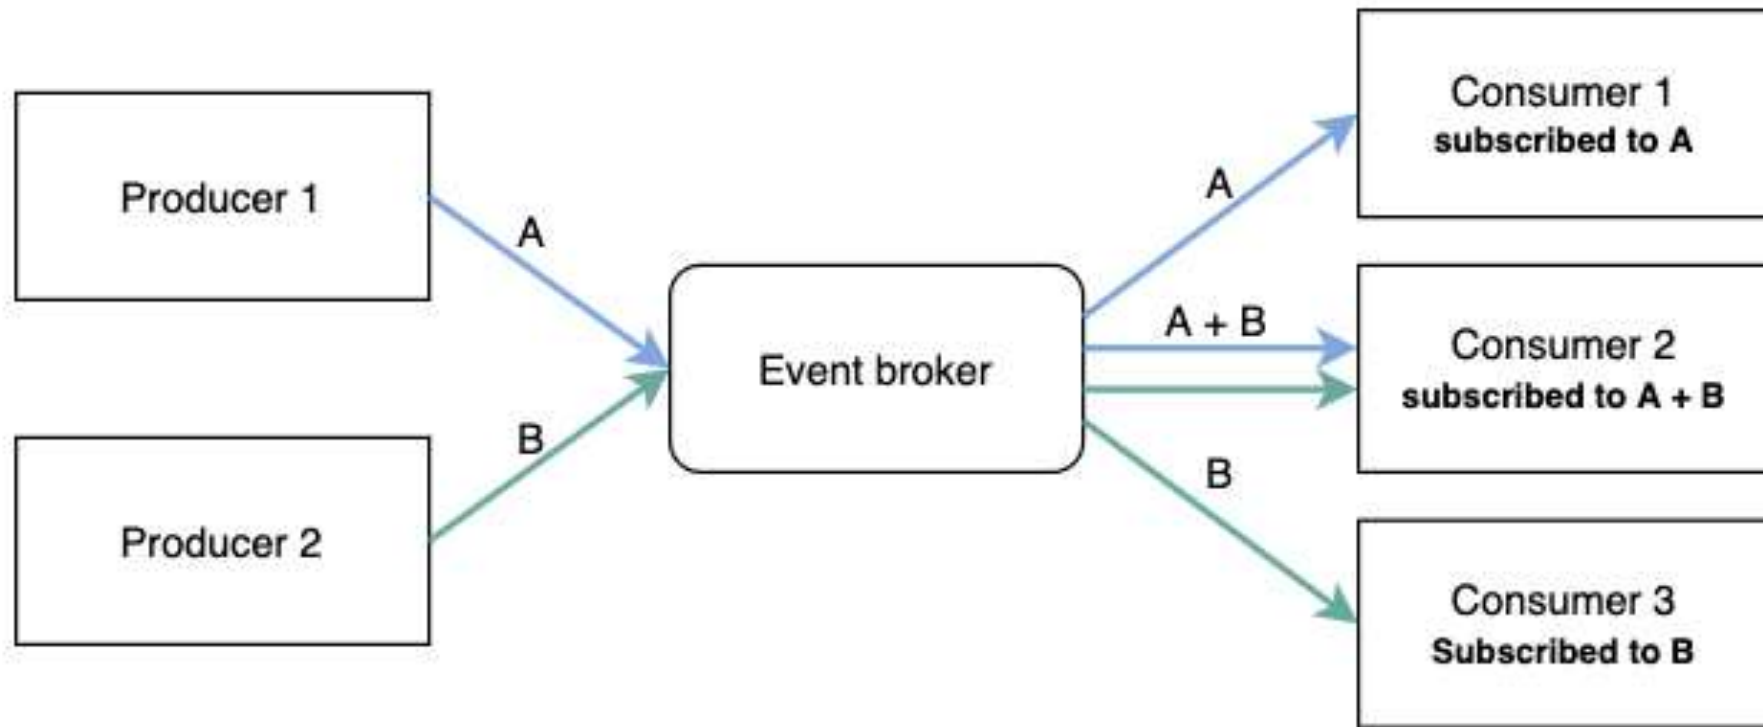 Producer 1
A
Producer 2
B
Event broker
A
A + B
B
Consumer 1
subscribed to A
Consumer 2
subscribed to A + B
Consumer 3
Subscribed to B